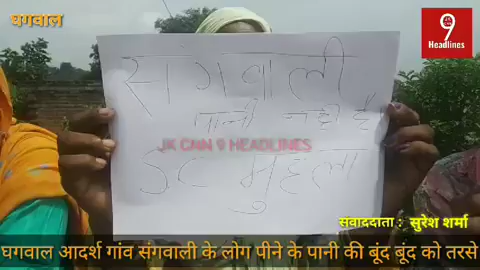 घगवाल
9
Headlines
संगवाली
पानी नही है
JK CNN 9 HEADLINES
SC मुहला
संवाददाता : सुरेश शर्मा
घगवाल आदर्श गांव संगवाली के लोग पीने के पानी की बूंद बूंद को तरसे